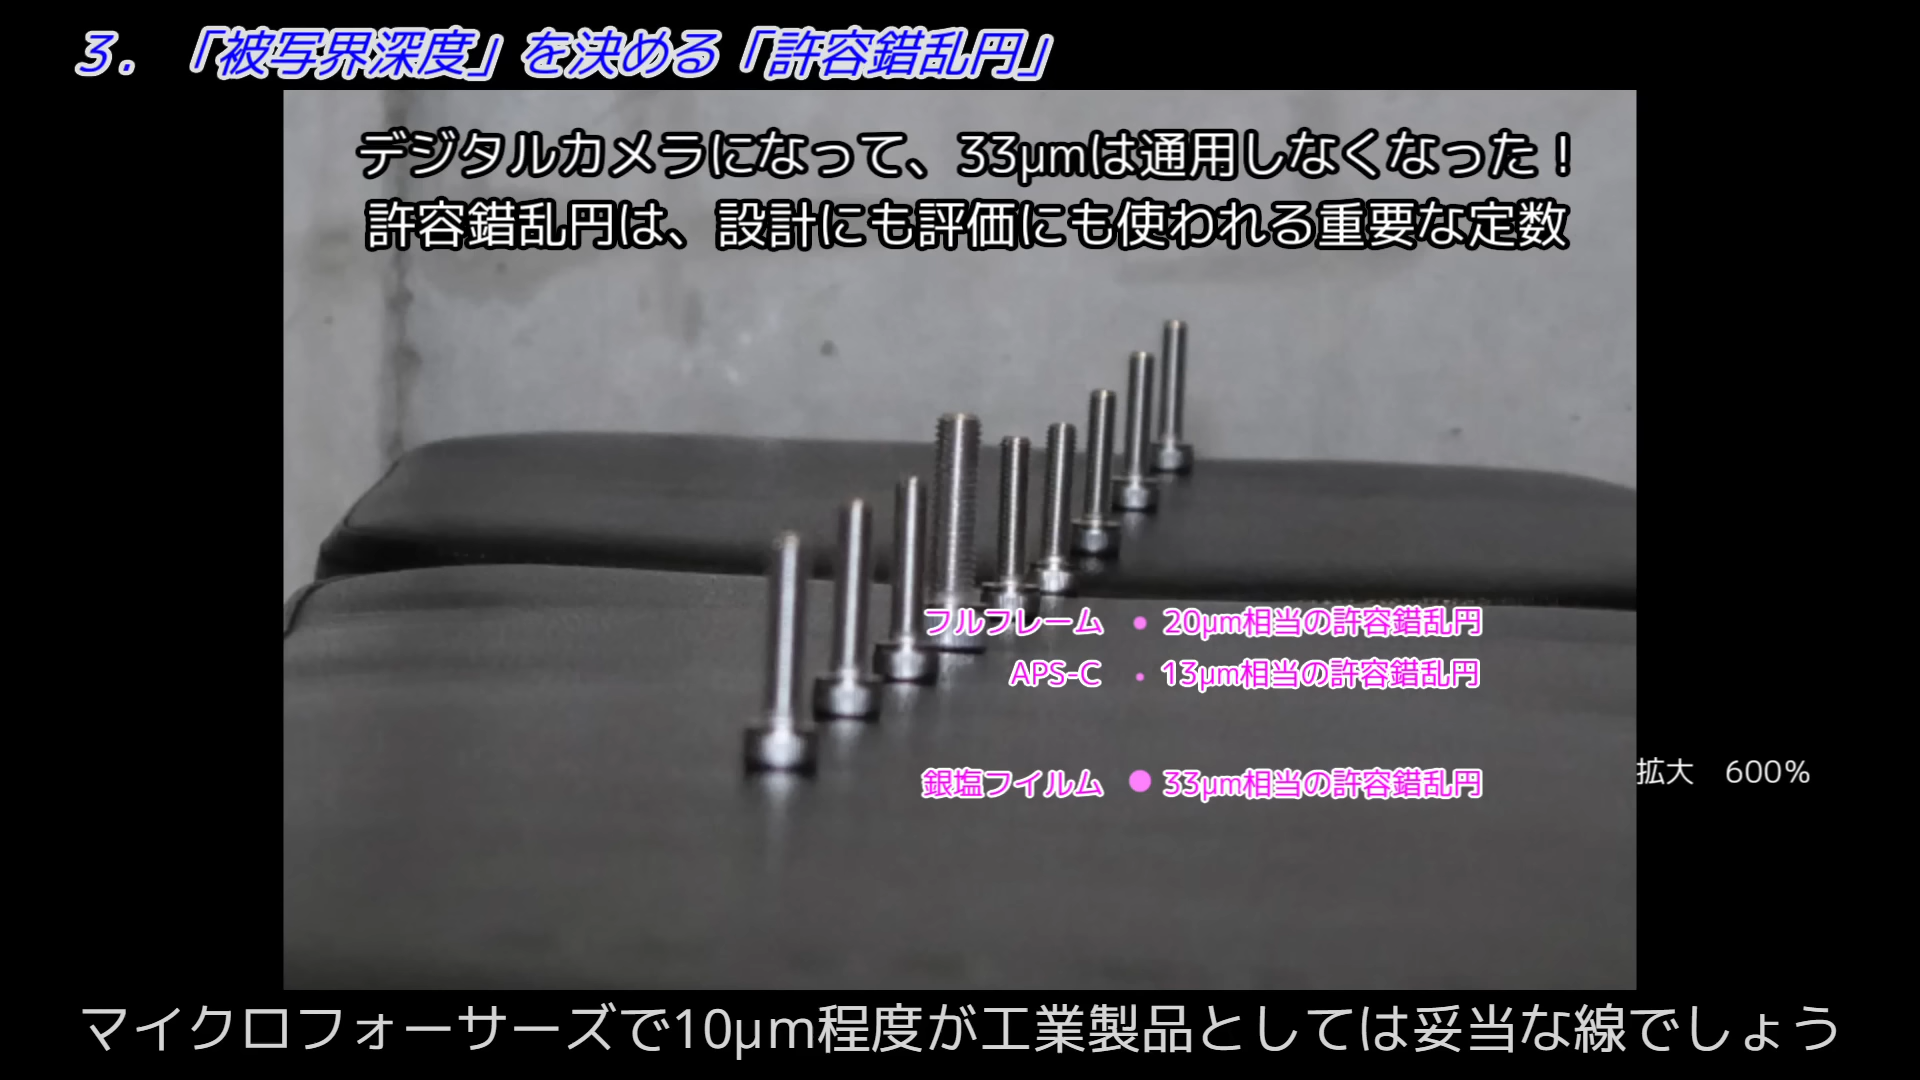 ３．「被写界深度」を決める「許容錯乱円」
デジタルカメラになって、33μmは通用しなくなった！
許容錯乱円は、設計にも評価にも使われる重要な定数
フルフレーム ● 20μm相当の許容錯乱円
APS-C ● 13μm相当の許容錯乱円
拡大　600%
銀塩フィルム ● 33μm相当の許容錯乱円
マイクロフォーサーズで10μm程度が工業製品としては妥当な線でしょう